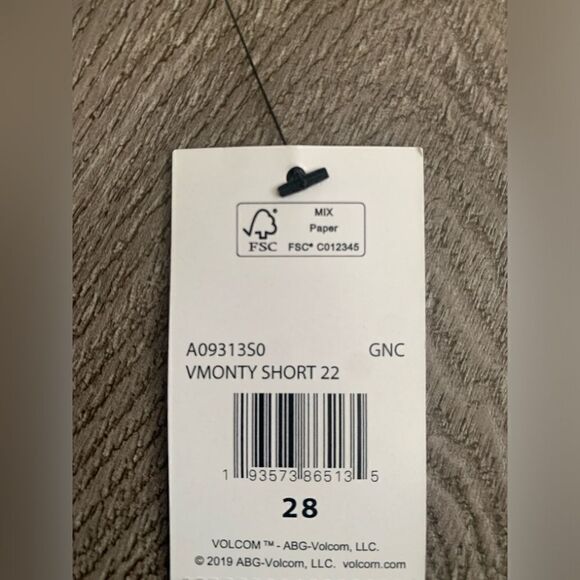 MIX
Paper
FSC FSC® C012345
A09313S0 GNC
VMONTY SHORT 22
1 93573 86513 5
28
VOLCOM ™ - ABG-Volcom, LLC.
© 2019 ABG-Volcom, LLC. volcom.com